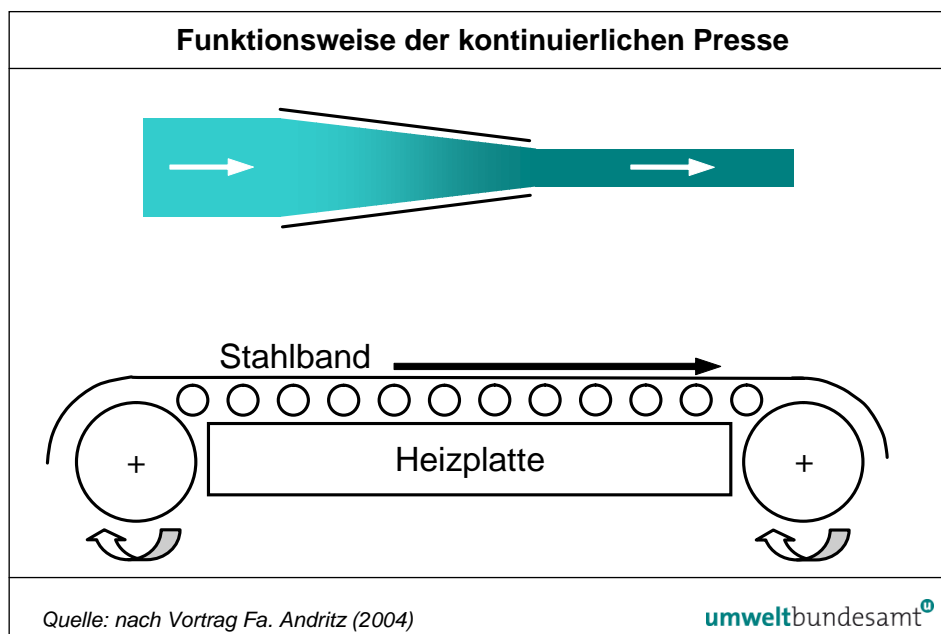 Funktionsweise der kontinuierlichen Presse
Stahlband
Heizplatte
+
+
Quelle: nach Vortrag Fa. Andritz (2004)
umweltbundesamt ⓤ